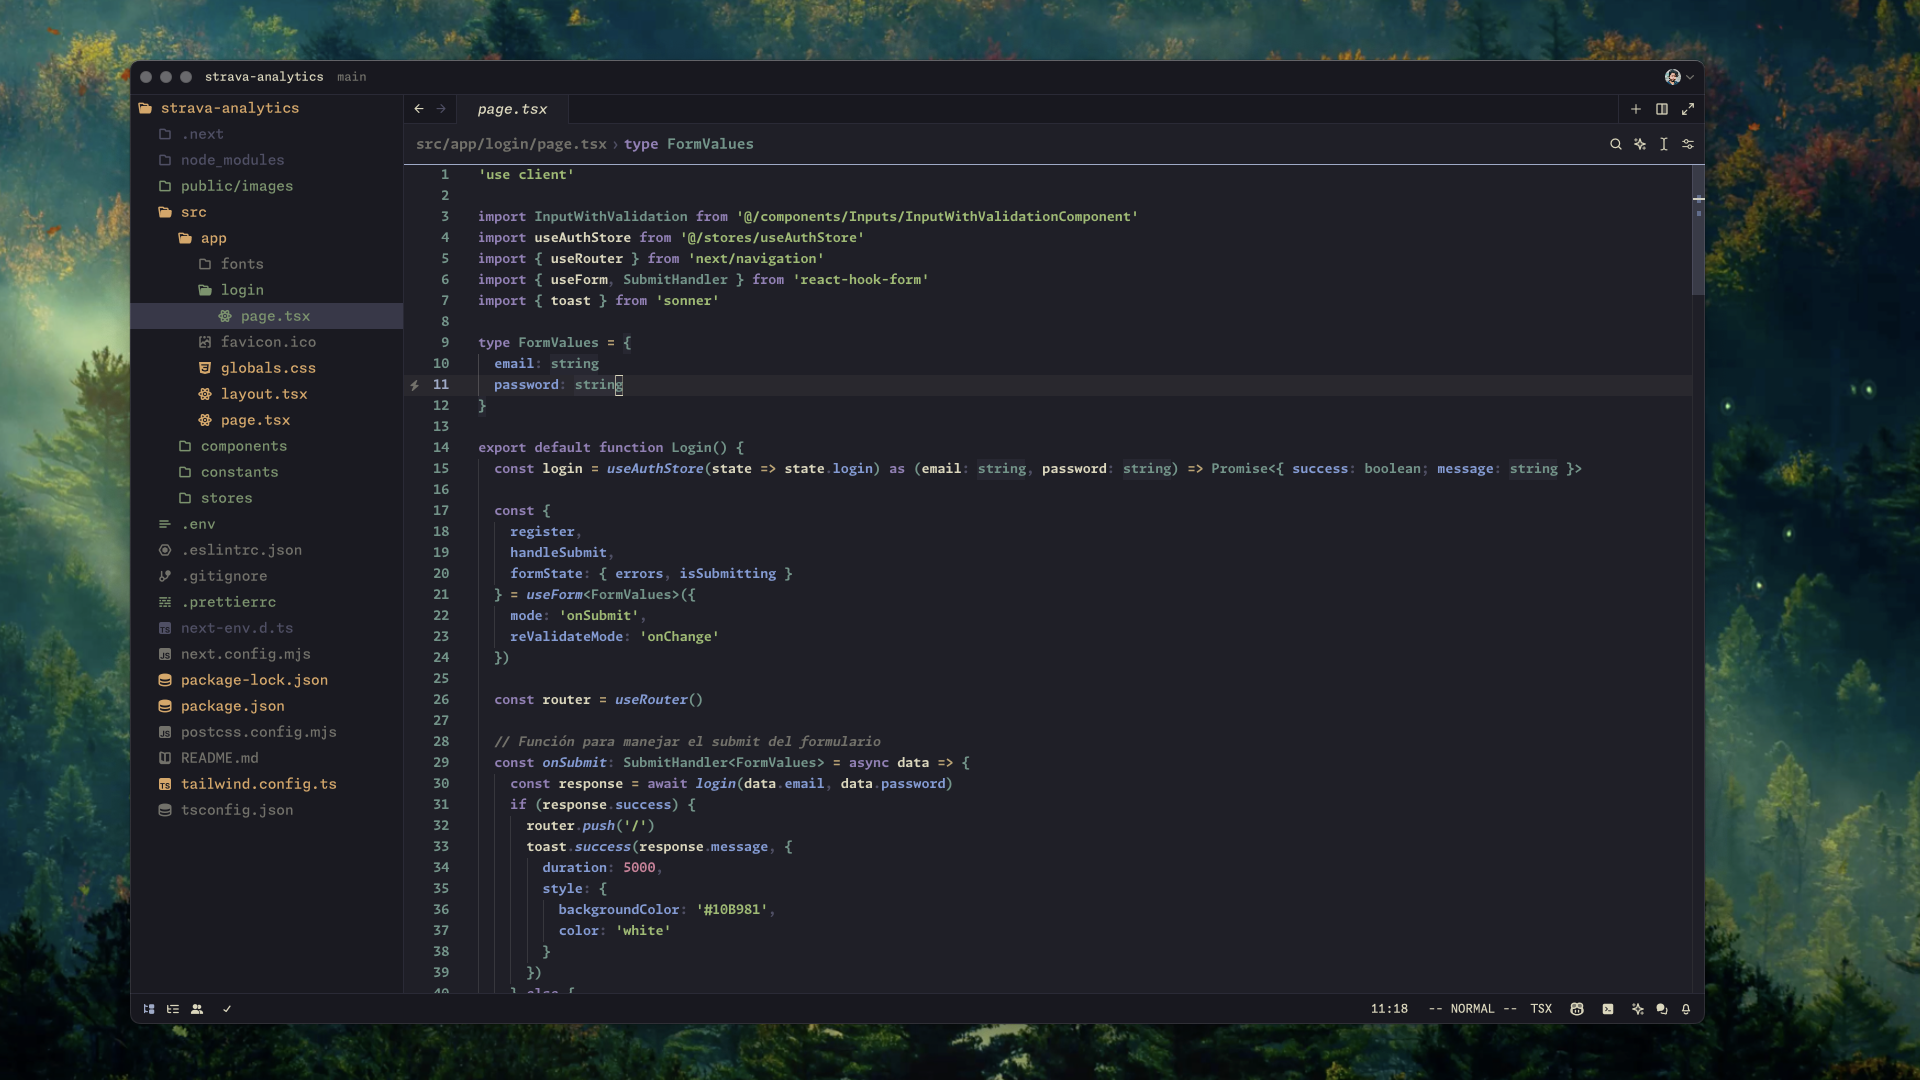 strava-analytics main
strava-analytics
.next
node_modules
public/images
src
app
fonts
login
page.tsx
favicon.ico
globals.css
layout.tsx
page.tsx
components
constants
stores
.env
.eslintrc.json
.gitignore
.prettierrc
next-env.d.ts
next.config.mjs
package-lock.json
package.json
postcss.config.mjs
README.md
tailwind.config.ts
tsconfig.json
page.tsx
src/app/login/page.tsx › type FormValues
1 'use client'
2
3 import InputWithValidation from '@/components/Inputs/InputWithValidationComponent'
4 import useAuthStore from '@/stores/useAuthStore'
5 import { useRouter } from 'next/navigation'
6 import { useForm, SubmitHandler } from 'react-hook-form'
7 import { toast } from 'sonner'
8
9 type FormValues = {
10 email: string
11 password: string
12 }
13
14 export default function Login() {
15 const login = useAuthStore(state => state.login) as (email: string, password: string) => Promise<{ success: boolean; message: string }>
16
17 const {
18 register,
19 handleSubmit,
20 formState: { errors, isSubmitting }
21 } = useForm<FormValues>({
22 mode: 'onSubmit',
23 reValidateMode: 'onChange'
24 })
25
26 const router = useRouter()
27
28 // Función para manejar el submit del formulario
29 const onSubmit: SubmitHandler<FormValues> = async data => {
30 const response = await login(data.email, data.password)
31 if (response.success) {
32 router.push('/')
33 toast.success(response.message, {
34 duration: 5000,
35 style: {
36 backgroundColor: '#10B981',
37 color: 'white'
38 }
39 })
40 } else {
11:18 -- NORMAL -- TSX